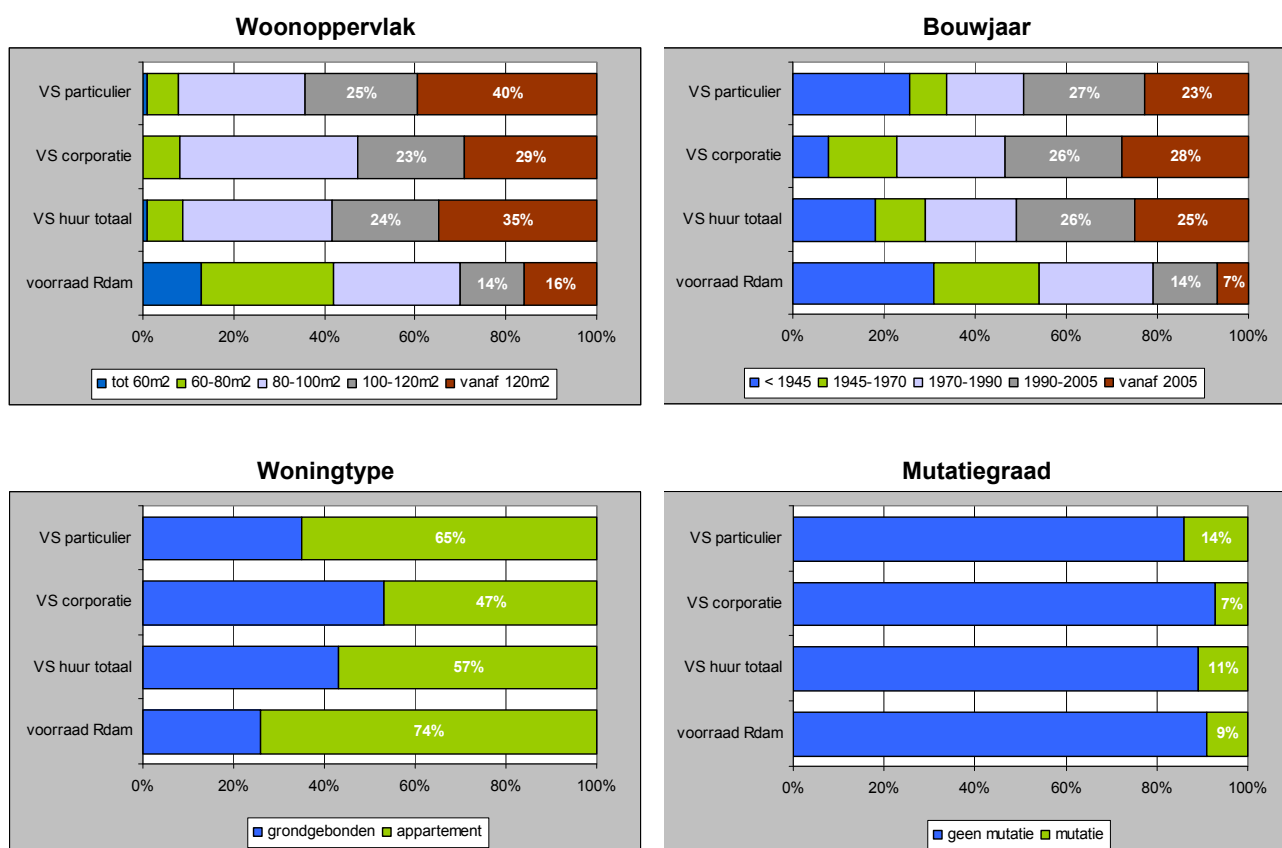 Woonoppervlak
VS particulier 25% 40%
VS corporatie 23% 29%
VS huur totaal 24% 35%
voorraad Rdam 14% 16%
0% 20% 40% 60% 80% 100%
tot 60m2 60-80m2 80-100m2 100-120m2 vanaf 120m2
Bouwjaar
VS particulier 27% 23%
VS corporatie 26% 28%
VS huur totaal 26% 25%
voorraad Rdam 14% 7%
0% 20% 40% 60% 80% 100%
< 1945 1945-1970 1970-1990 1990-2005 vanaf 2005
Woningtype
VS particulier 65%
VS corporatie 47%
VS huur totaal 57%
voorraad Rdam 74%
0% 20% 40% 60% 80% 100%
grondgebonden appartement
Mutatiegraad
VS particulier 14%
VS corporatie 7%
VS huur totaal 11%
voorraad Rdam 9%
0% 20% 40% 60% 80% 100%
geen mutatie mutatie